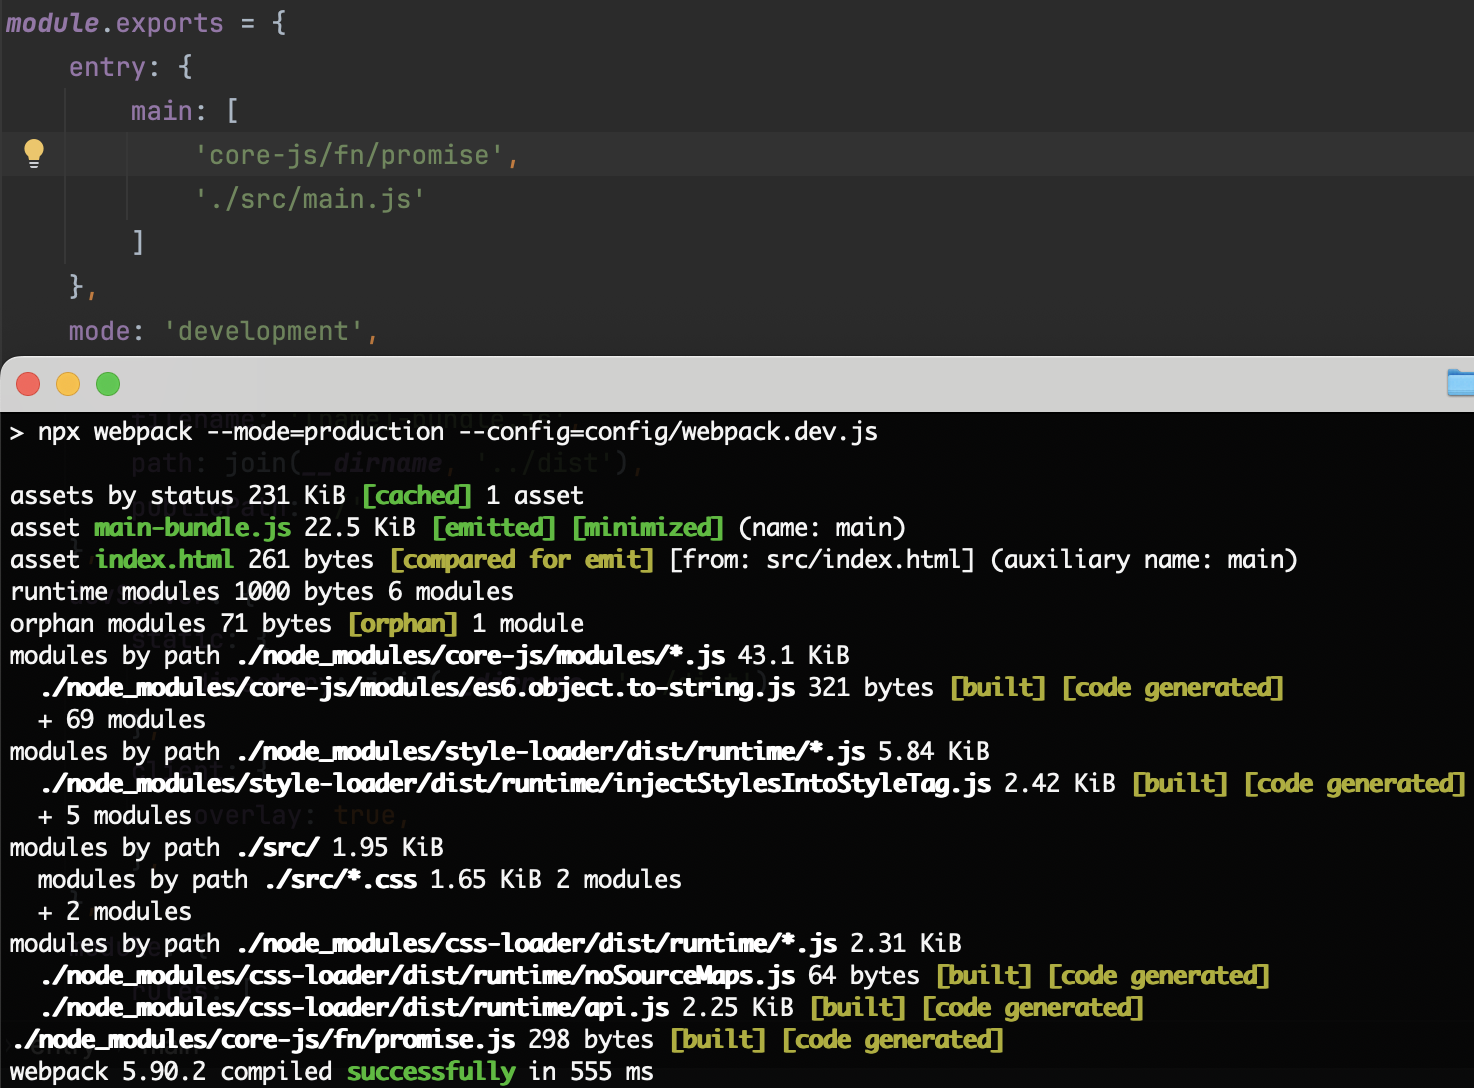 module.exports = {
entry: {
main: [
'core-js/fn/promise',
'./src/main.js'
]
},
mode: 'development',
> npx webpack --mode=production --config=config/webpack.dev.js
path: join(__dirname, '../dist'),
assets by status 231 KiB [cached] 1 asset
asset main-bundle.js 22.5 KiB [emitted] [minimized] (name: main)
asset index.html 261 bytes [compared for emit] [from: src/index.html] (auxiliary name: main)
runtime modules 1000 bytes 6 modules
orphan modules 71 bytes [orphan] 1 module
modules by path ./node_modules/core-js/modules/*.js 43.1 KiB
./node_modules/core-js/modules/es6.object.to-string.js 321 bytes [built] [code generated]
+ 69 modules
modules by path ./node_modules/style-loader/dist/runtime/*.js 5.84 KiB
./node_modules/style-loader/dist/runtime/injectStylesIntoStyleTag.js 2.42 KiB [built] [code generated]
+ 5 modules
overlay: true,
modules by path ./src/ 1.95 KiB
modules by path ./src/*.css 1.65 KiB 2 modules
+ 2 modules
modules by path ./node_modules/css-loader/dist/runtime/*.js 2.31 KiB
./node_modules/css-loader/dist/runtime/noSourceMaps.js 64 bytes [built] [code generated]
./node_modules/css-loader/dist/runtime/api.js 2.25 KiB [built] [code generated]
./node_modules/core-js/fn/promise.js 298 bytes [built] [code generated]
webpack 5.90.2 compiled successfully in 555 ms